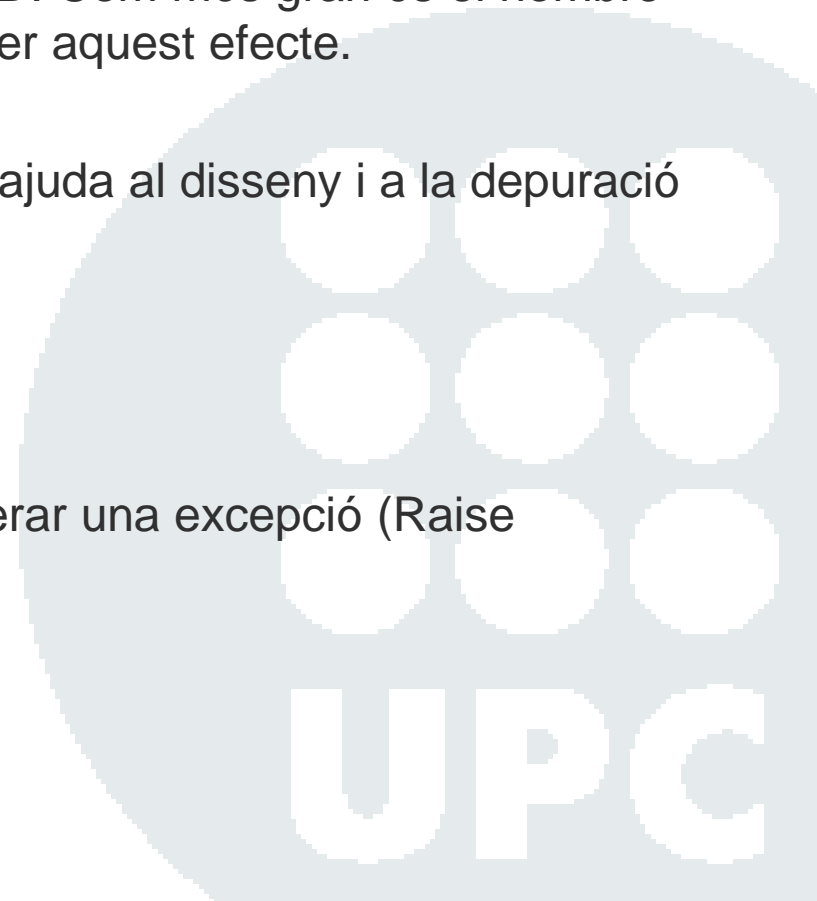 er aquest efecte.
ajuda al disseny i a la depuració
erar una excepció (Raise
UPC